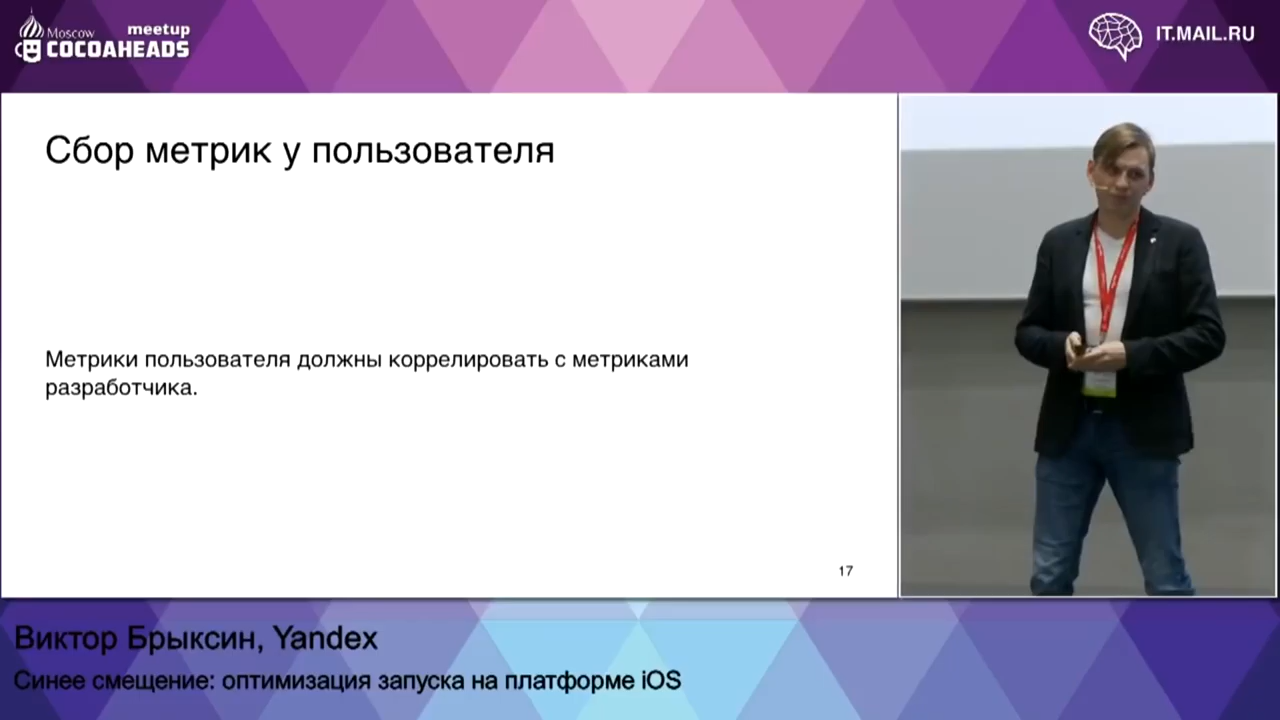 Moscow meetup
COCOAHEADS
IT.MAIL.RU
Сбор метрик у пользователя
Метрики пользователя должны коррелировать с метриками
разработчика.
17
Виктор Брыксин, Yandex
Синее смещение: оптимизация запуска на платформе iOS